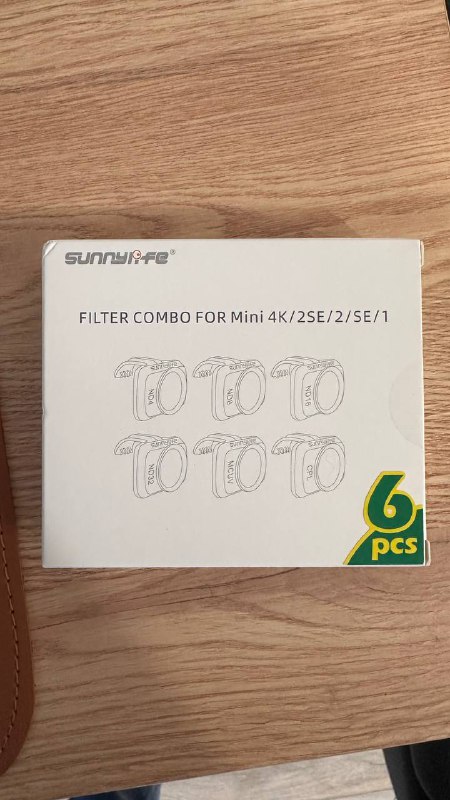 sunnylife®
FILTER COMBO FOR Mini 4K/2SE/2/SE/1
ND4
ND8
ND16
ND32
MCUV
CPL
6
pcs